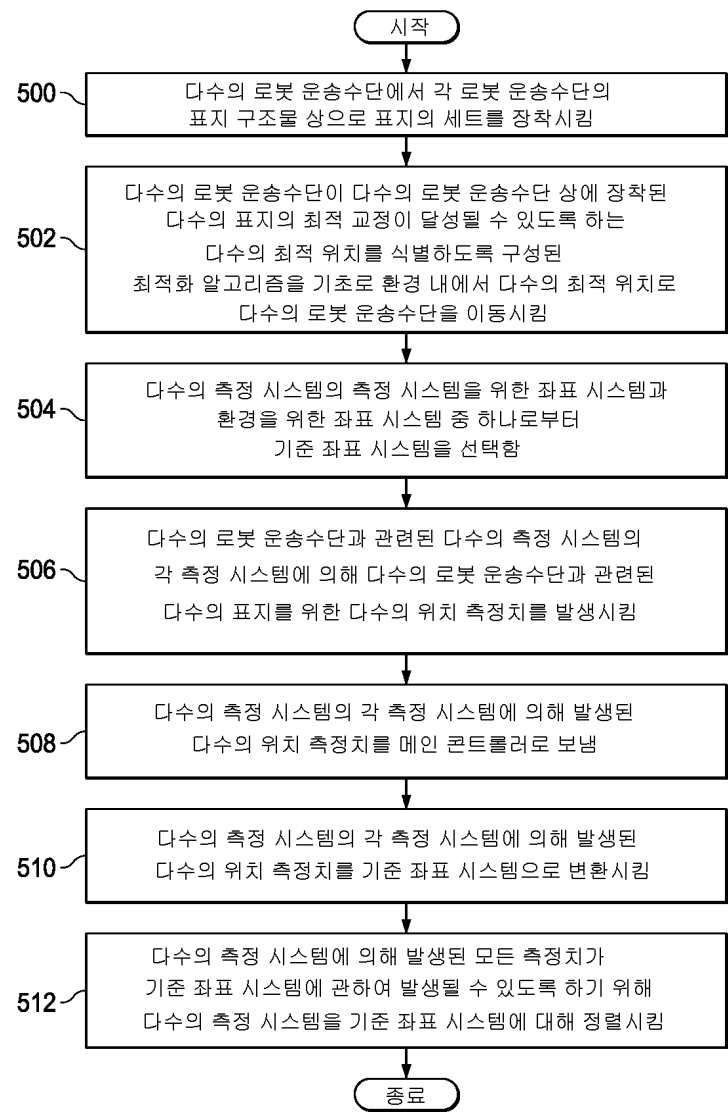 시작
500
다수의 로봇 운송수단에서 각 로봇 운송수단의
표지 구조물 상으로 표지의 세트를 장착시킴
502
다수의 로봇 운송수단이 다수의 로봇 운송수단 상에 장착된
다수의 표지의 최적 교정이 달성될 수 있도록 하는
다수의 최적 위치를 식별하도록 구성된
최적화 알고리즘을 기초로 환경 내에서 다수의 최적 위치로
다수의 로봇 운송수단을 이동시킴
504
다수의 측정 시스템의 측정 시스템을 위한 좌표 시스템과
환경을 위한 좌표 시스템 중 하나로부터
기준 좌표 시스템을 선택함
506
다수의 로봇 운송수단과 관련된 다수의 측정 시스템의
각 측정 시스템에 의해 다수의 로봇 운송수단과 관련된
다수의 표지를 위한 다수의 위치 측정치를 발생시킴
508
다수의 측정 시스템의 각 측정 시스템에 의해 발생된
다수의 위치 측정치를 메인 콘트롤러로 보냄
510
다수의 측정 시스템의 각 측정 시스템에 의해 발생된
다수의 위치 측정치를 기준 좌표 시스템으로 변환시킴
512
다수의 측정 시스템에 의해 발생된 모든 측정치가
기준 좌표 시스템에 관하여 발생될 수 있도록 하기 위해
다수의 측정 시스템을 기준 좌표 시스템에 대해 정렬시킴
종료